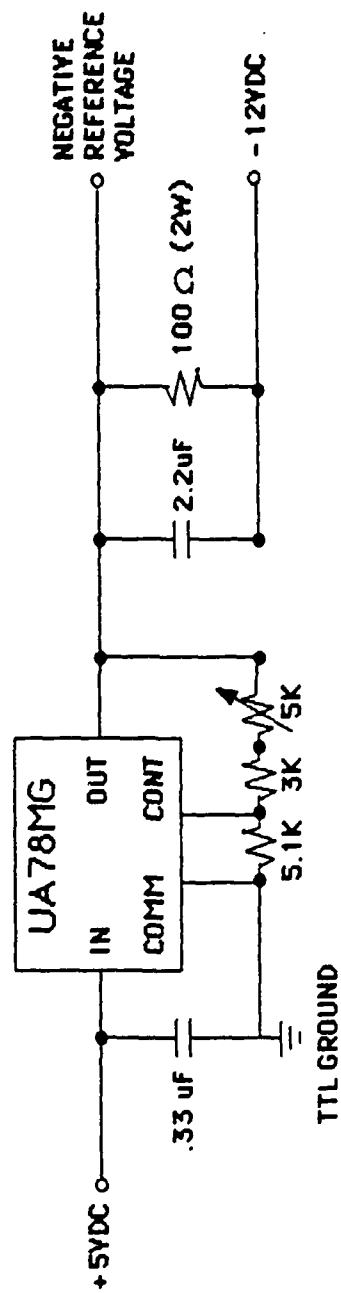 +5VDC
.33 uF
TTL GROUND
UA78MG
IN
OUT
COMM
CONT
5.1K
3K
5K
2.2uF
100 Ω (2W)
NEGATIVE
REFERENCE
VOLTAGE
-12VDC